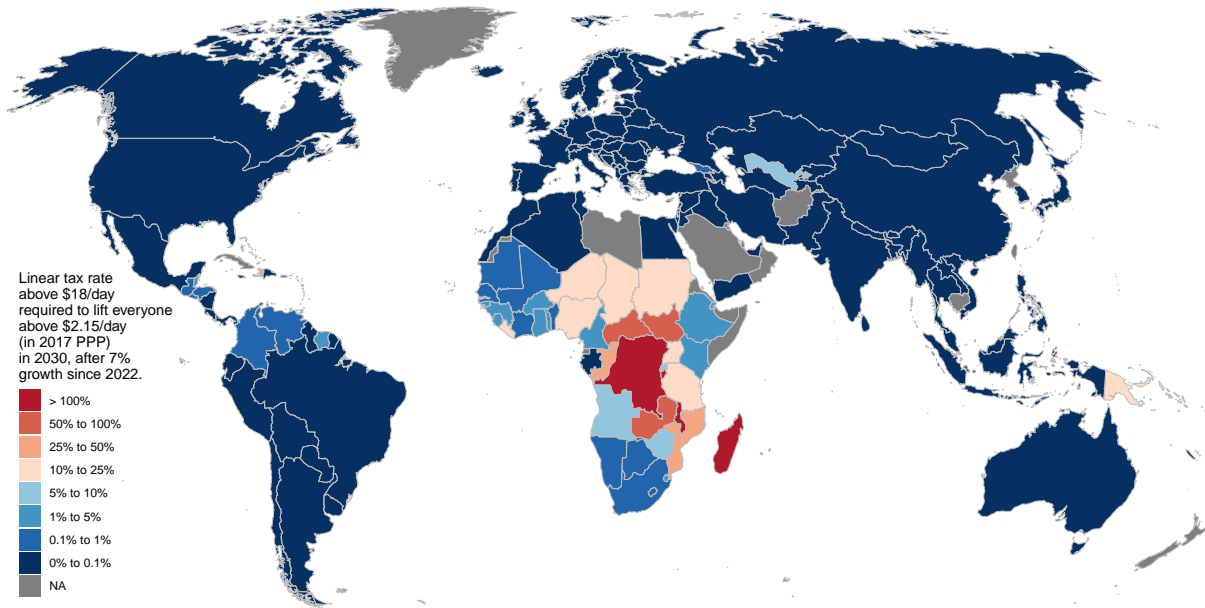 Linear tax rate
above $18/day
required to lift everyone
above $2.15/day
(in 2017 PPP)
in 2030, after 7%
growth since 2022.
> 100%
50% to 100%
25% to 50%
10% to 25%
5% to 10%
1% to 5%
0.1% to 1%
0% to 0.1%
NA